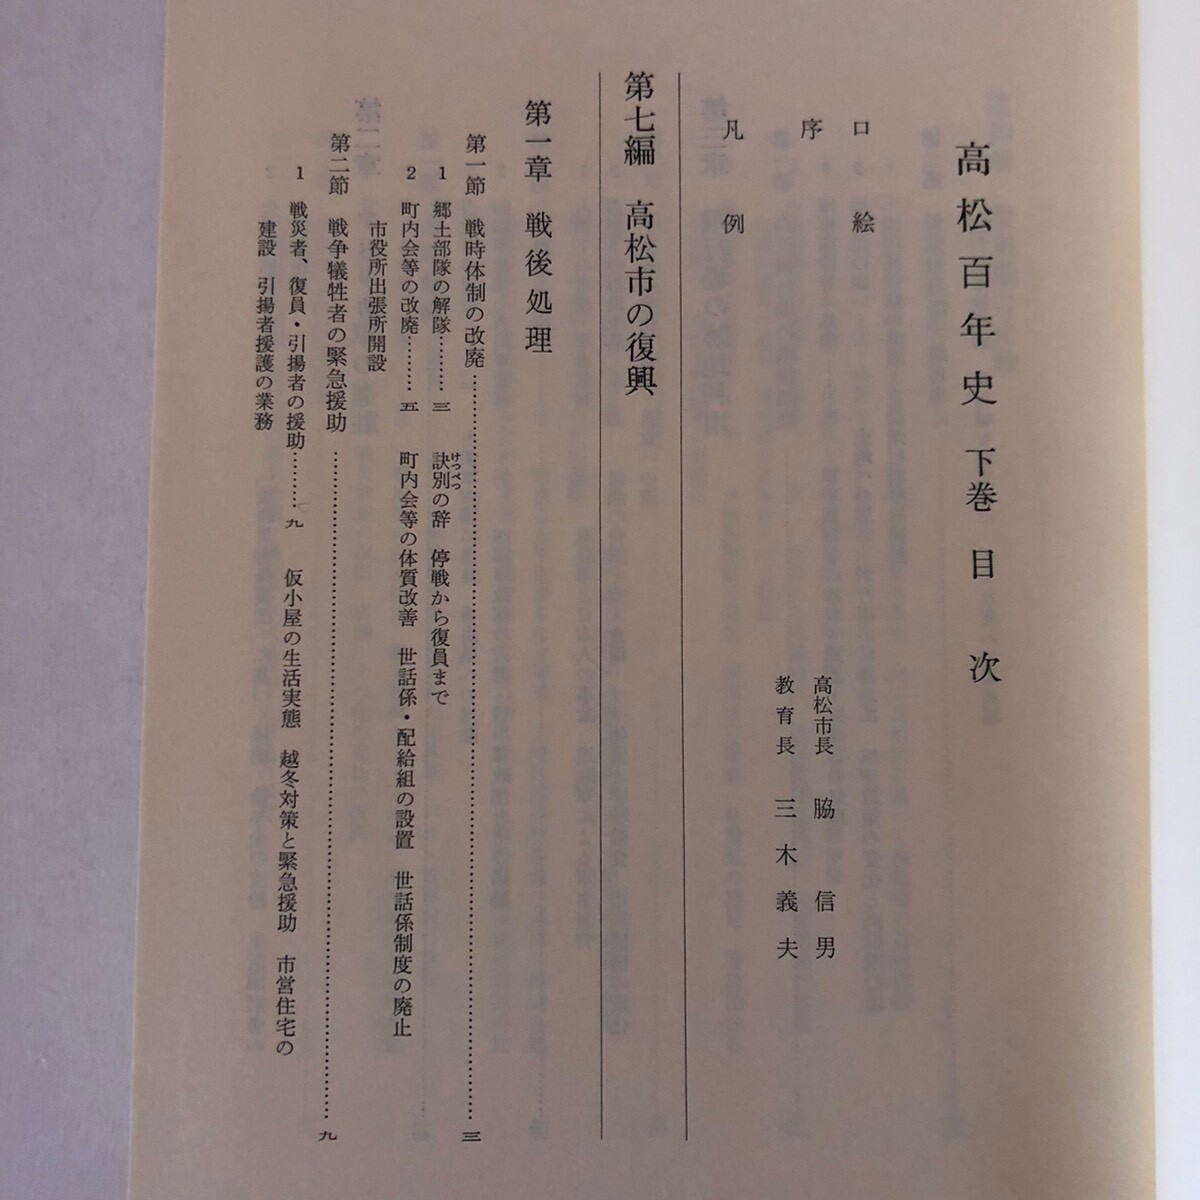 高松百年史 下巻 目次
口絵
序 高松市長 脇信男
教育長 三木義夫
凡例
第七編 高松市の復興
第一章 戦後処理
第一節 戦時体制の改廃……………………三
1 郷土部隊の解隊………三 訣別の辞 停戦から復員まで
けつべつ
2 町内会等の改廃………五 町内会等の体質改善 世話係・配給組の設置 世話係制度の廃止
市役所出張所開設
第二節 戦争犠牲者の緊急援助……………………九
1 戦災者、復員・引揚者の援助………九 仮小屋の生活実態 越冬対策と緊急援助 市営住宅の
建設 引揚者援護の業務